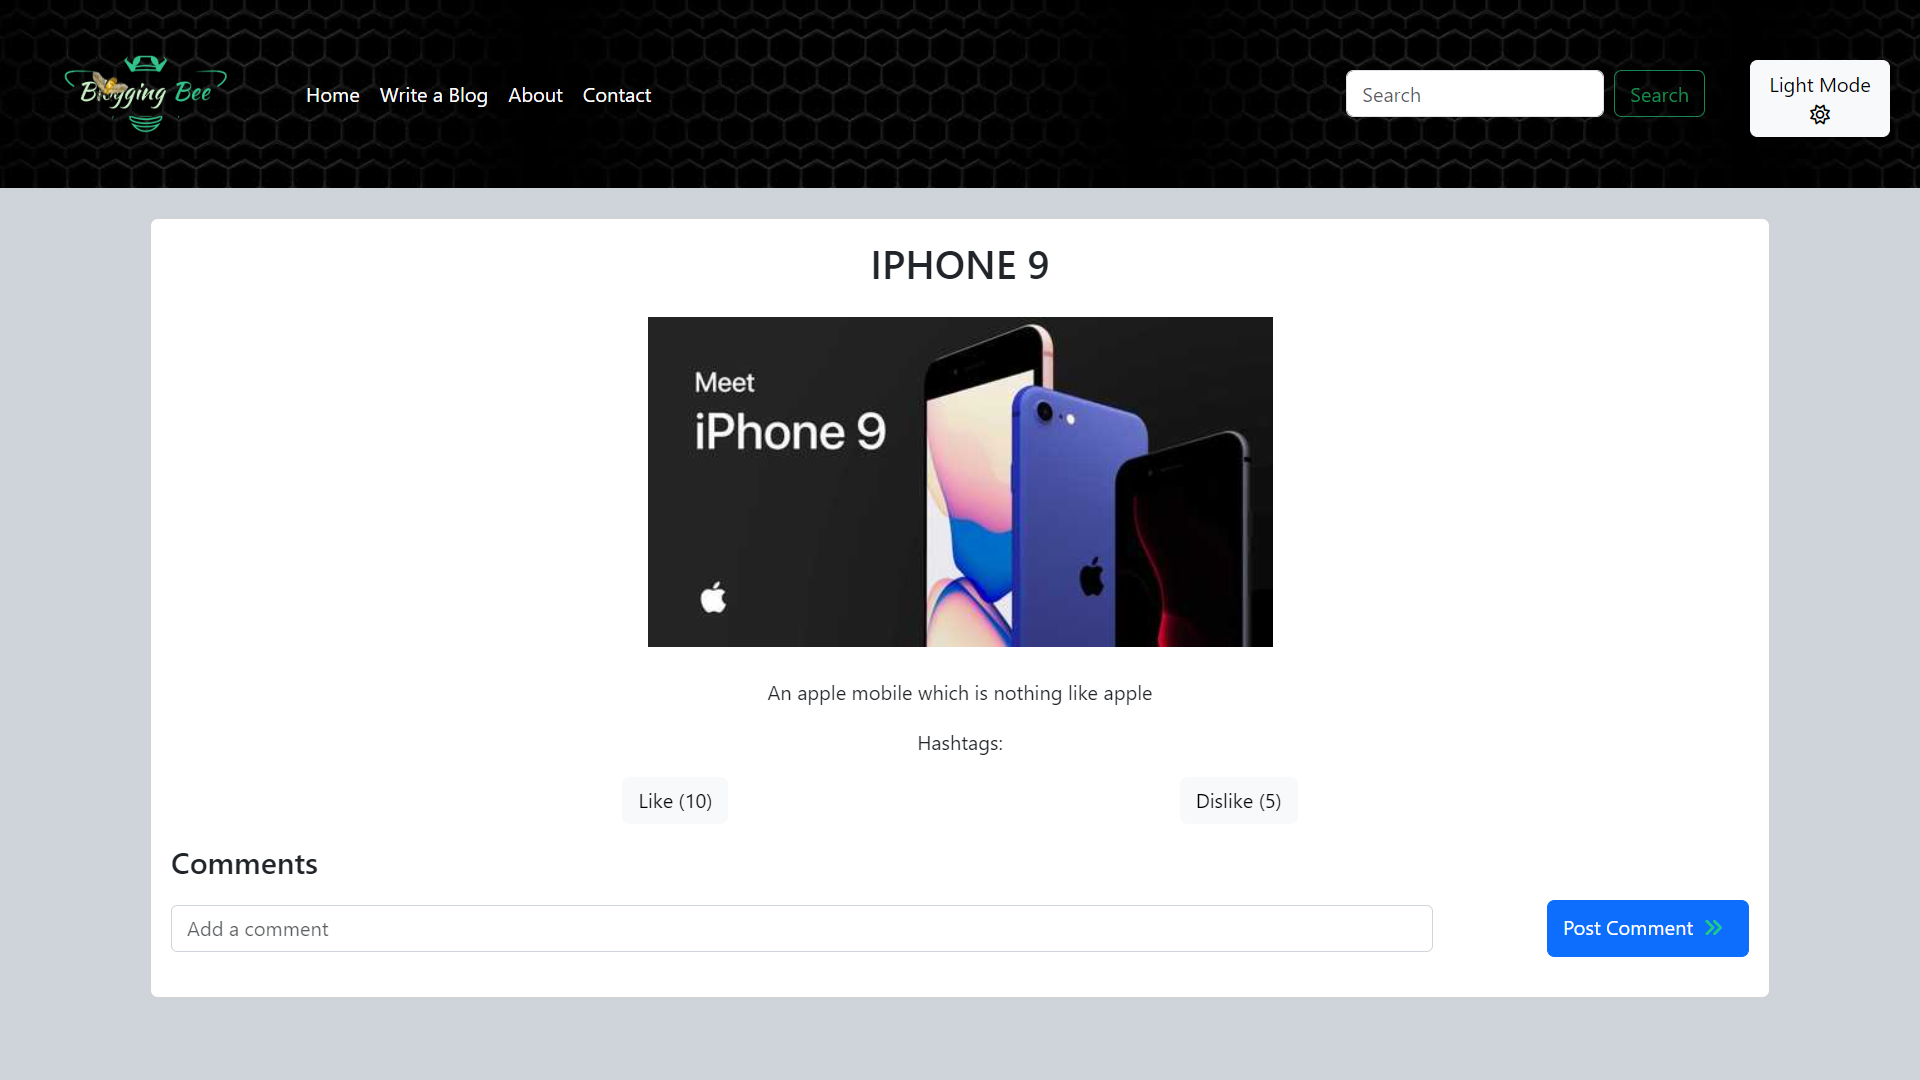 Blogging Bee
Home Write a Blog About Contact
Search Search
Light Mode
IPHONE 9
Meet
iPhone 9
An apple mobile which is nothing like apple
Hashtags:
Like (10) Dislike (5)
Comments
Add a comment Post Comment